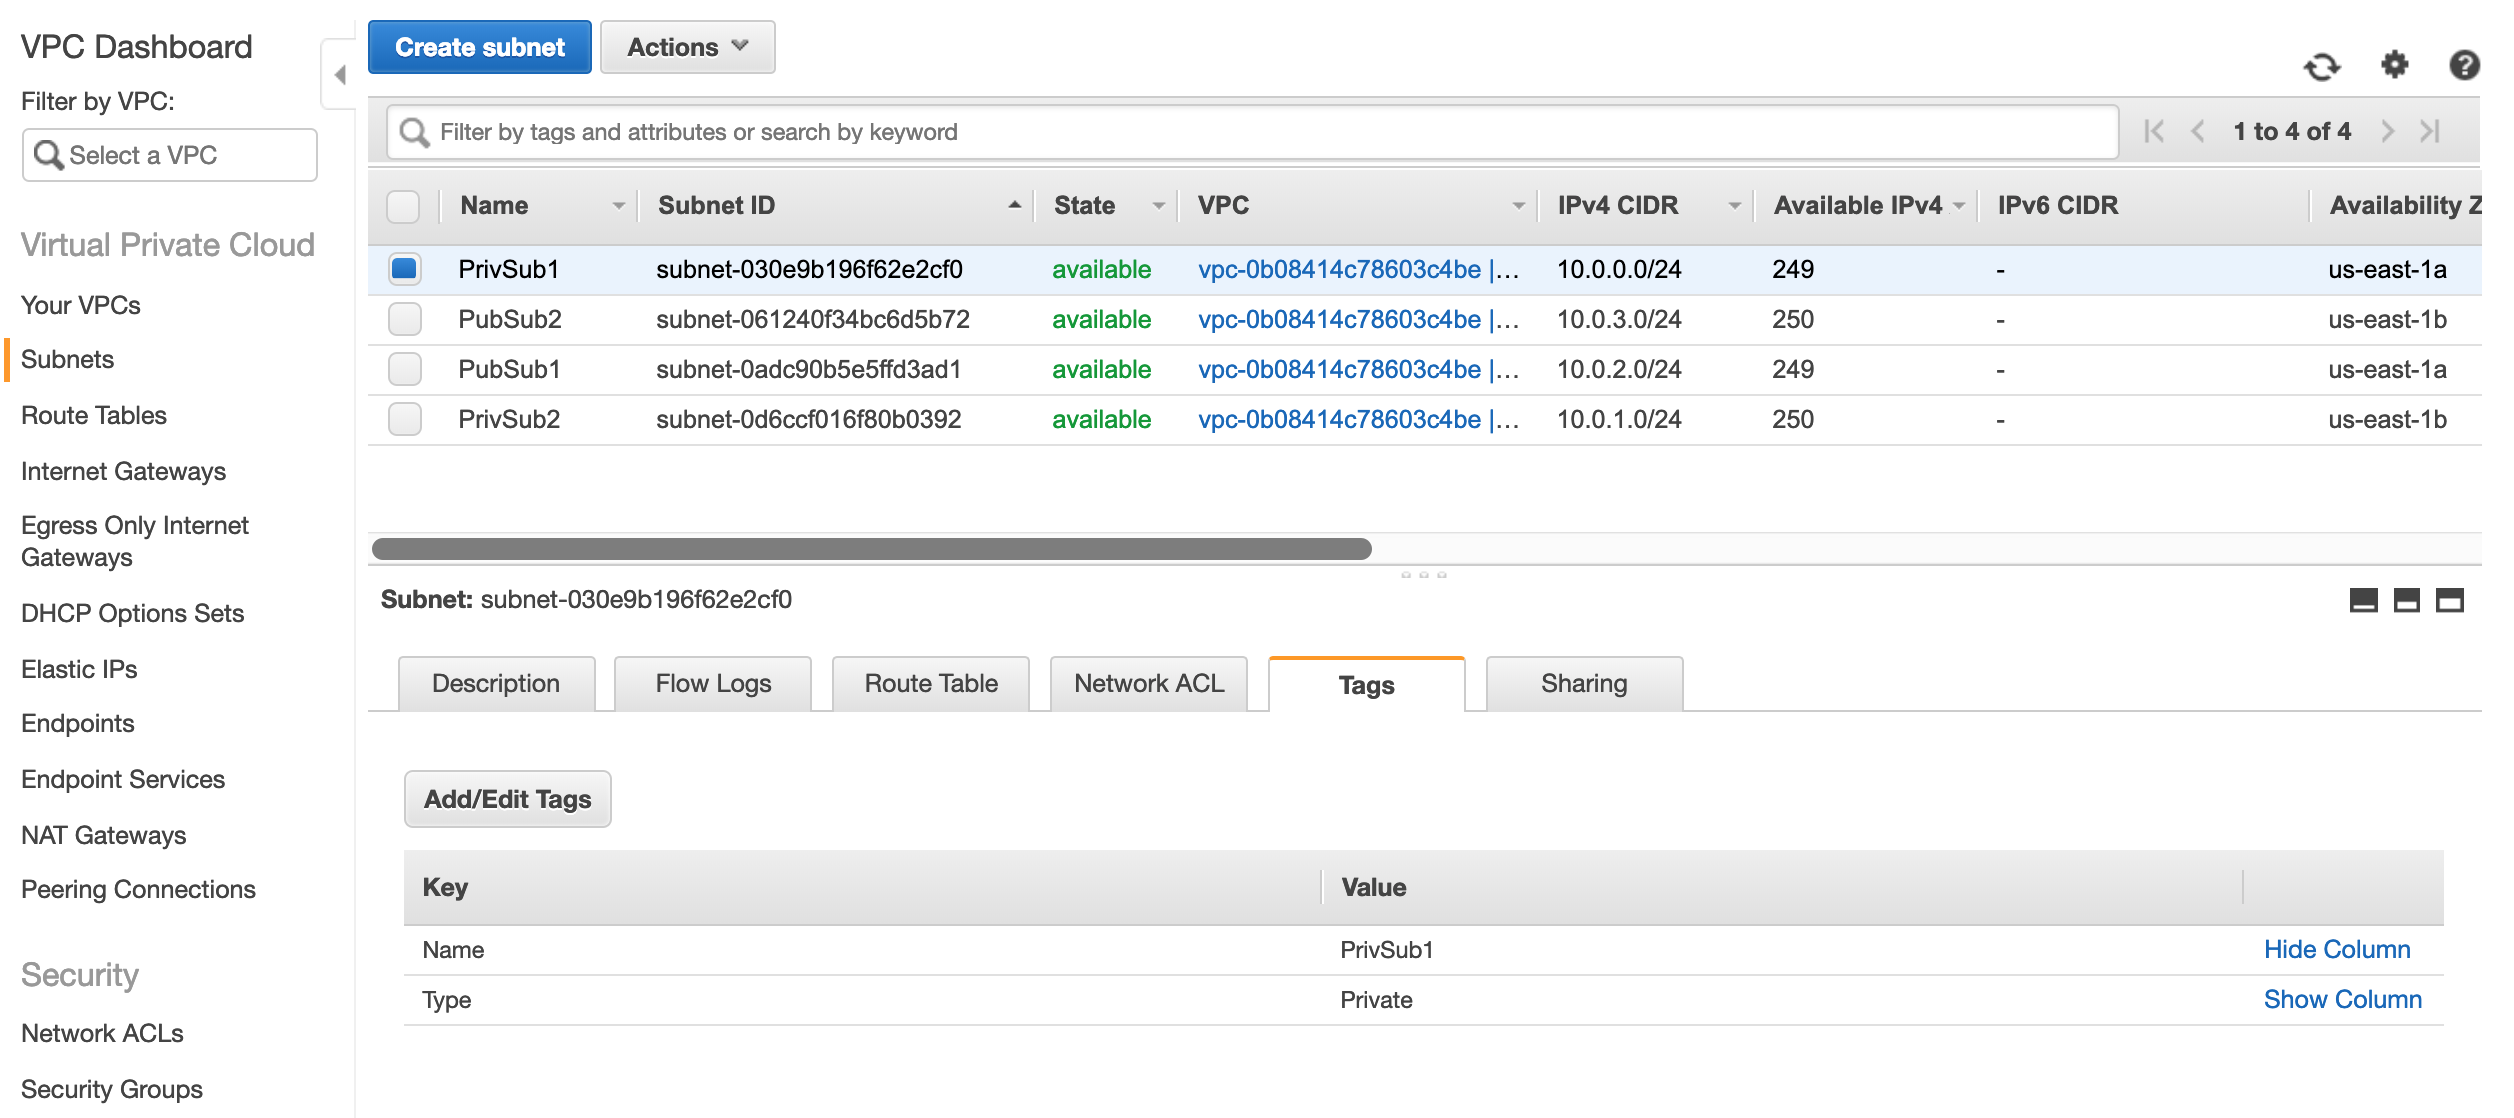 VPC Dashboard
Filter by VPC:
Select a VPC
Virtual Private Cloud
Your VPCs
Subnets
Route Tables
Internet Gateways
Egress Only Internet
Gateways
DHCP Options Sets
Elastic IPs
Endpoints
Endpoint Services
NAT Gateways
Peering Connections
Security
Network ACLs
Security Groups
Create subnet Actions
Filter by tags and attributes or search by keyword 1 to 4 of 4
Name Subnet ID State VPC IPv4 CIDR Available IPv4 IPv6 CIDR Availability Z
PrivSub1 subnet-030e9b196f62e2cf0 available vpc-0b08414c78603c4be |... 10.0.0.0/24 249 - us-east-1a
PubSub2 subnet-061240f34bc6d5b72 available vpc-0b08414c78603c4be |... 10.0.3.0/24 250 - us-east-1b
PubSub1 subnet-0adc90b5e5ffd3ad1 available vpc-0b08414c78603c4be |... 10.0.2.0/24 249 - us-east-1a
PrivSub2 subnet-0d6ccf016f80b0392 available vpc-0b08414c78603c4be |... 10.0.1.0/24 250 - us-east-1b
Subnet: subnet-030e9b196f62e2cf0
Description Flow Logs Route Table Network ACL Tags Sharing
Add/Edit Tags
Key Value
Name PrivSub1 Hide Column
Type Private Show Column